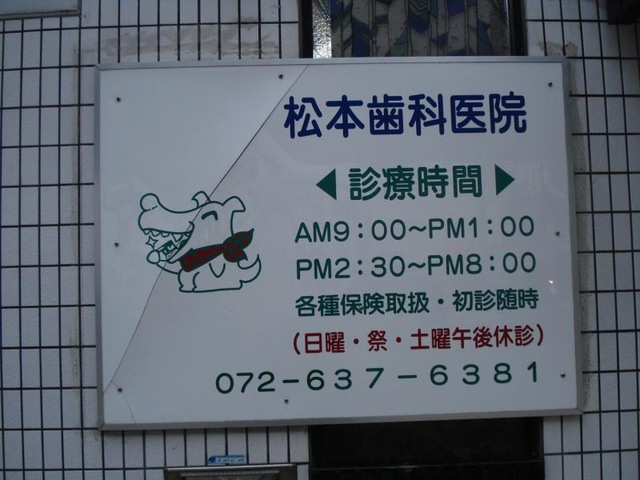 松本歯科医院
◀診療時間▶
AM9：00～PM1：00
PM2：30～PM8：00
各種保険取扱・初診随時
（日曜・祭・土曜午後休診）
072－637－6381